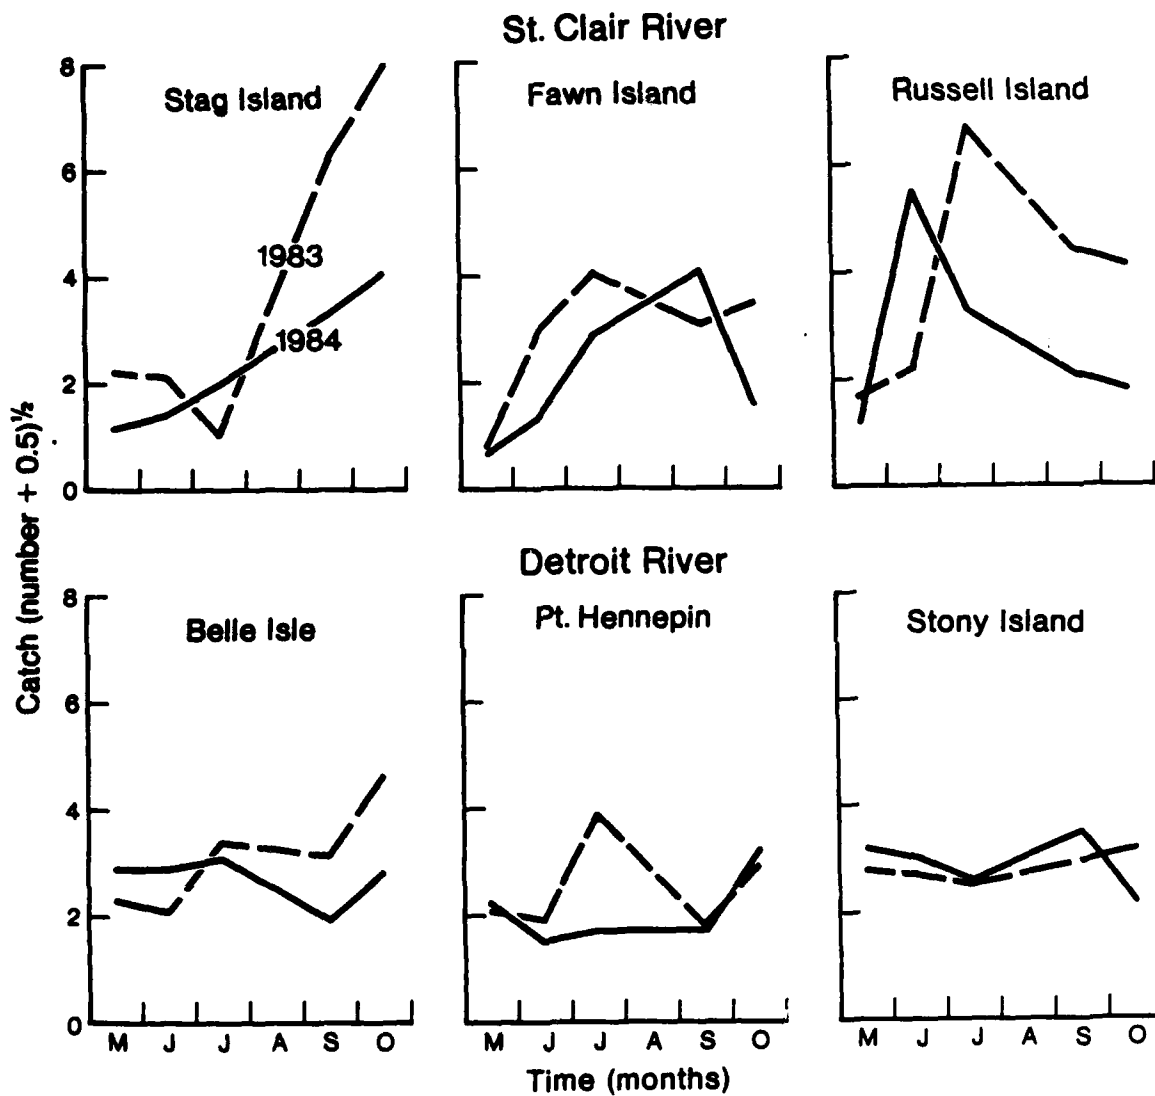 St. Clair River
Stag Island
Fawn Island
Russell Island
8
6
4
2
0
1983
1984
Catch (number + 0.5)½
Detroit River
Belle Isle
Pt. Hennepin
Stony Island
8
6
4
2
0
M J J A S O
M J J A S O
M J J A S O
Time (months)